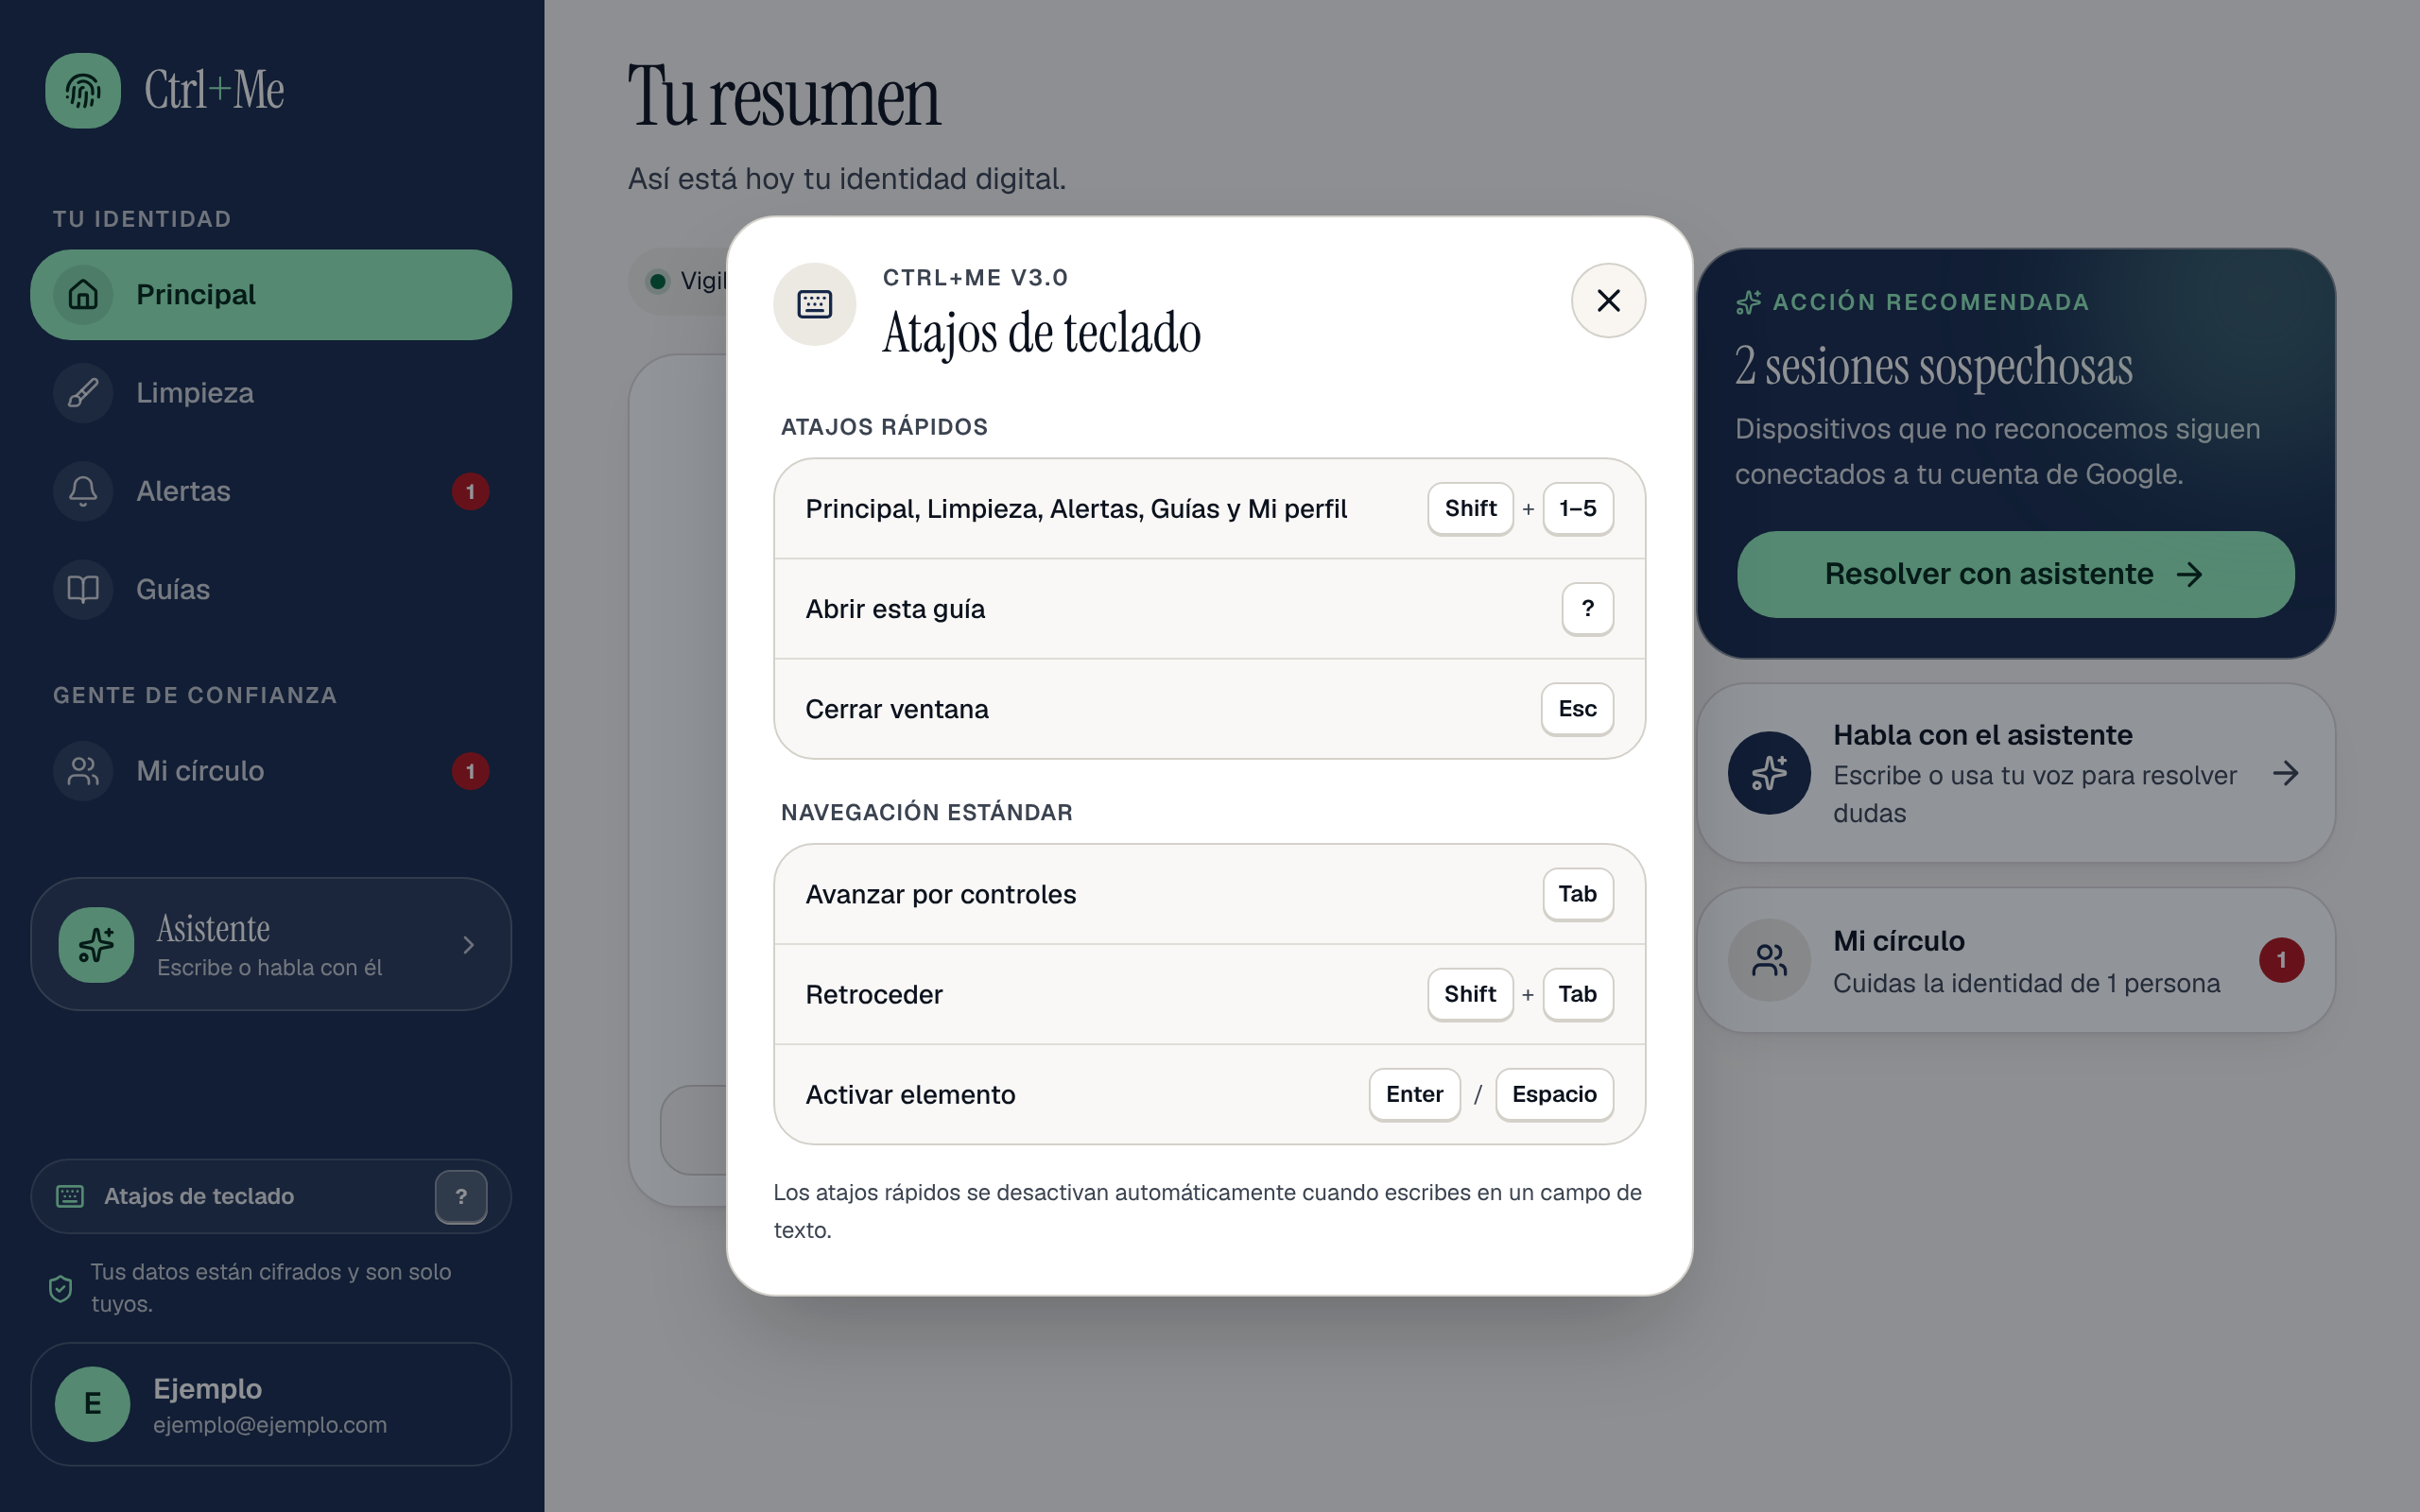 Ctrl+Me
TU IDENTIDAD
Principal
Limpieza
Alertas
1
Guías
GENTE DE CONFIANZA
Mi círculo
1
Asistente
Escribe o habla con él
Atajos de teclado
?
Tus datos están cifrados y son solo
tuyos.
E
Ejemplo
ejemplo@ejemplo.com
Tu resumen
Así está hoy tu identidad digital.
CTRL+ME V3.0
Atajos de teclado
ATAJOS RÁPIDOS
Principal, Limpieza, Alertas, Guías y Mi perfil
Shift + 1–5
Abrir esta guía
?
Cerrar ventana
Esc
NAVEGACIÓN ESTÁNDAR
Avanzar por controles
Tab
Retroceder
Shift + Tab
Activar elemento
Enter / Espacio
Los atajos rápidos se desactivan automáticamente cuando escribes en un campo de
texto.
ACCIÓN RECOMENDADA
2 sesiones sospechosas
Dispositivos que no reconocemos siguen
conectados a tu cuenta de Google.
Resolver con asistente
Habla con el asistente
Escribe o usa tu voz para resolver
dudas
Mi círculo
Cuidas la identidad de 1 persona
1